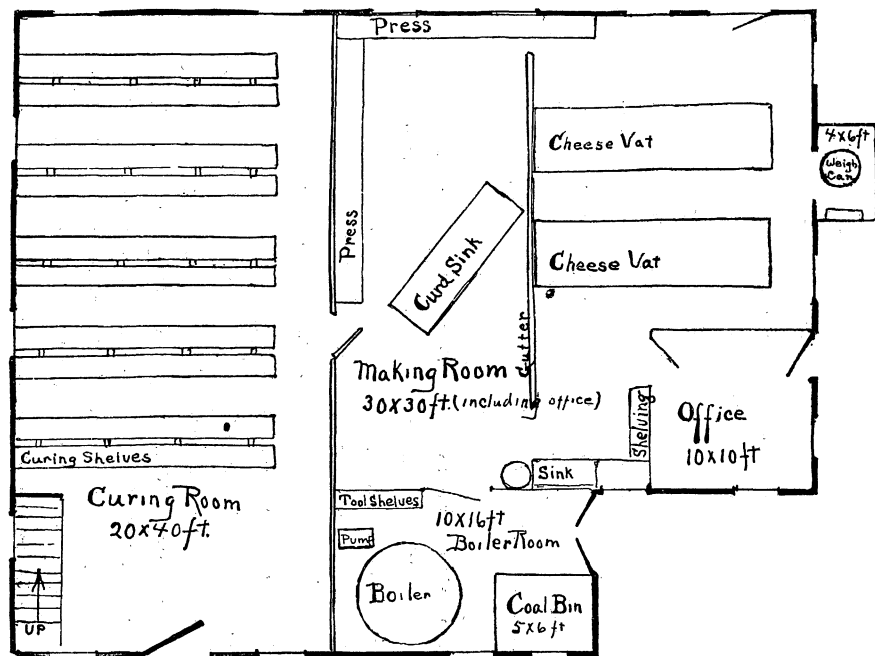 Press
Press
Cheese Vat
4X6ft
Weigh
Can
Curd Sink
Cheese Vat
Gutter
Making Room
30X30ft.(including office)
Shelving
Office
10X10ft
Curing Shelves
Sink
Curing Room
20X40ft.
Tool Shelves
10X16ft
Boiler Room
Pump
Boiler
Coal Bin
5X6ft
UP